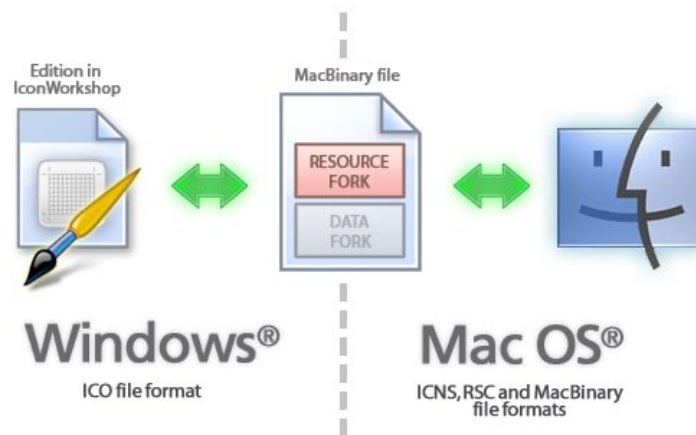 Edition in
IconWorkshop
MacBinary file
RESOURCE
FORK
DATA
FORK
Windows®
ICO file format
Mac OS®
ICNS, RSC and MacBinary
file formats